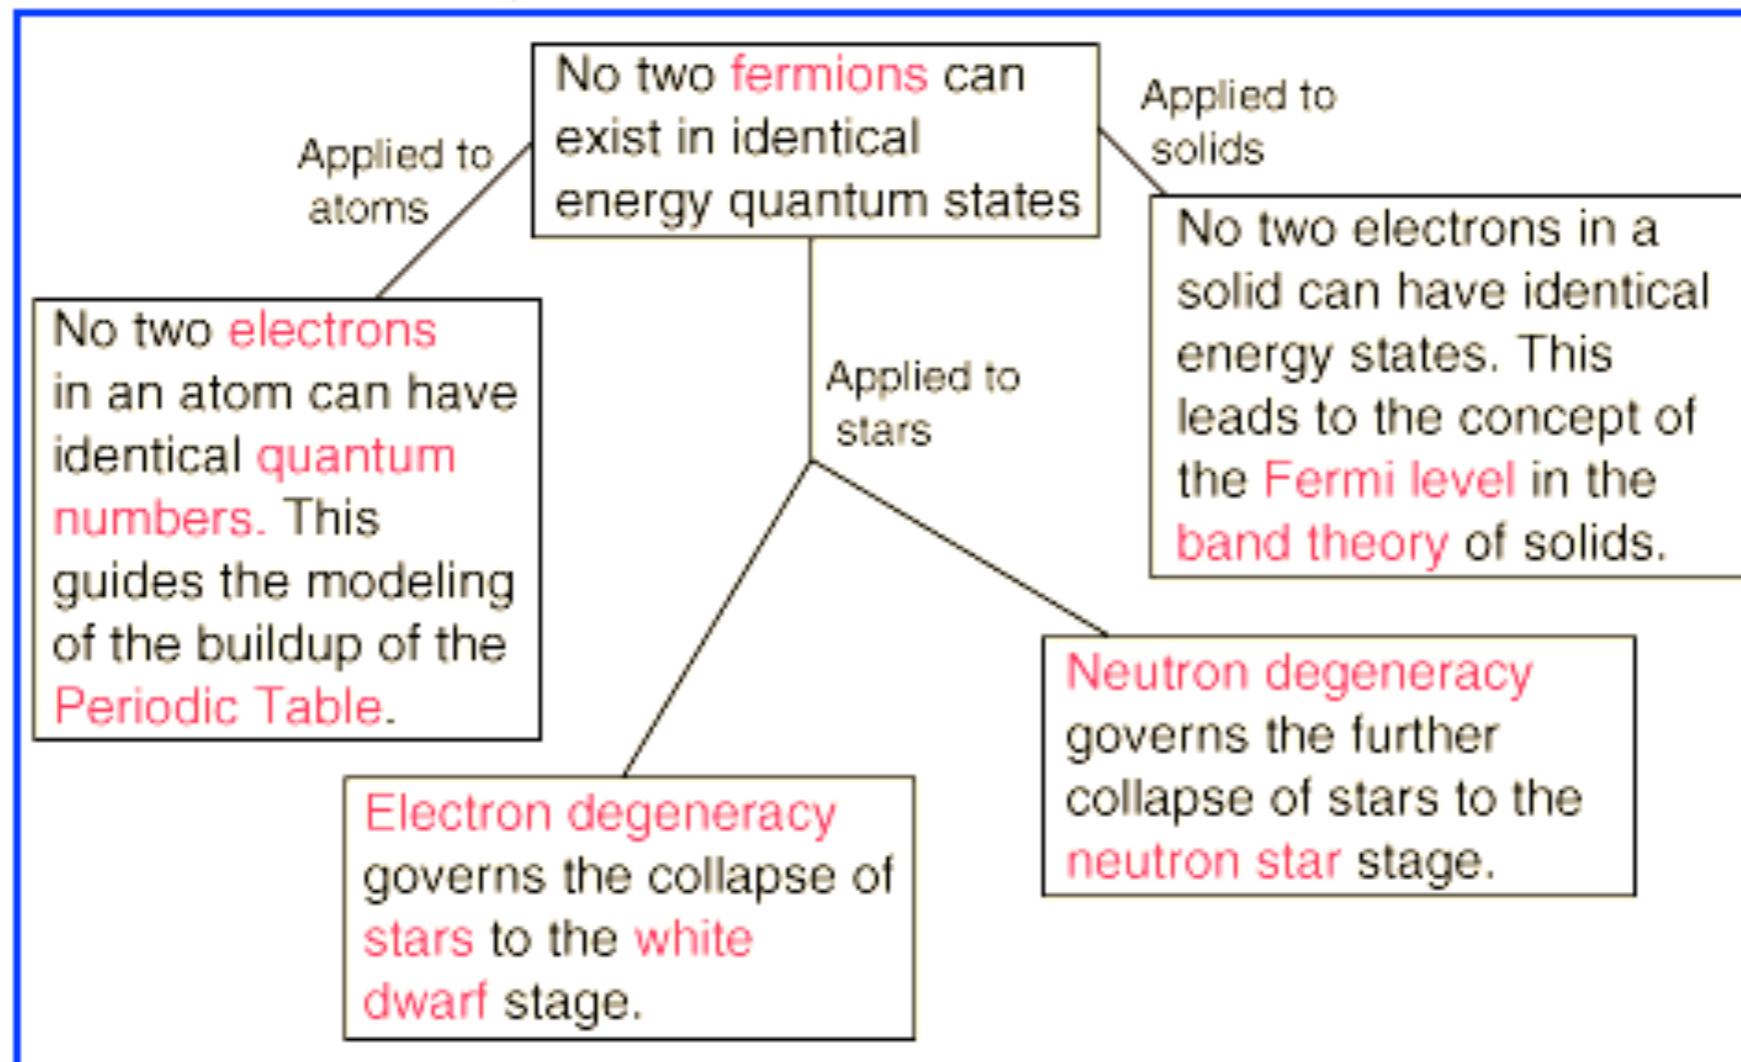 No two fermions can
exist in identical
energy quantum states
Applied to
atoms
Applied to
solids
No two electrons
in an atom can have
identical quantum
numbers. This
guides the modeling
of the buildup of the
Periodic Table.
Applied to
stars
No two electrons in a
solid can have identical
energy states. This
leads to the concept of
the Fermi level in the
band theory of solids.
Electron degeneracy
governs the collapse of
stars to the white
dwarf stage.
Neutron degeneracy
governs the further
collapse of stars to the
neutron star stage.